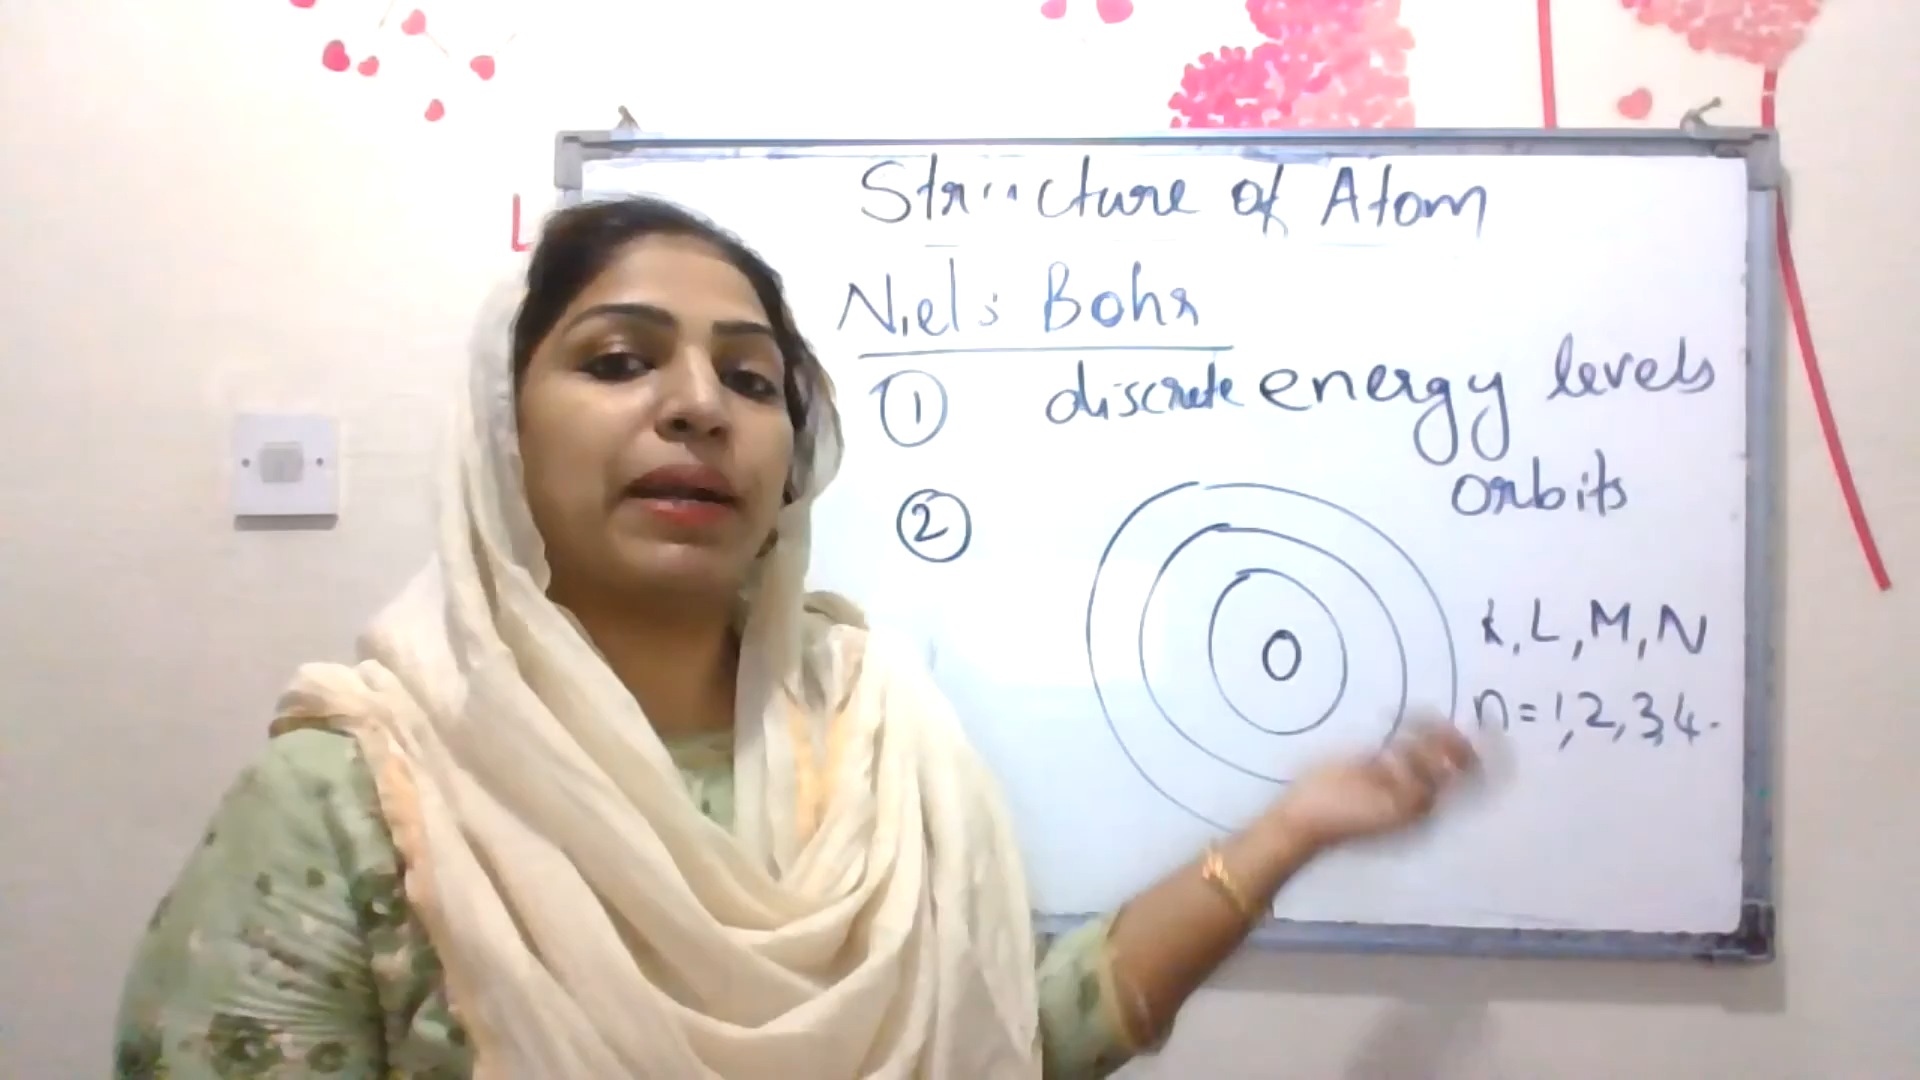 Structure of Atom
Niels Bohr
① discrete energy levels
orbits
②
K, L, M, N
n = 1, 2, 3, 4.